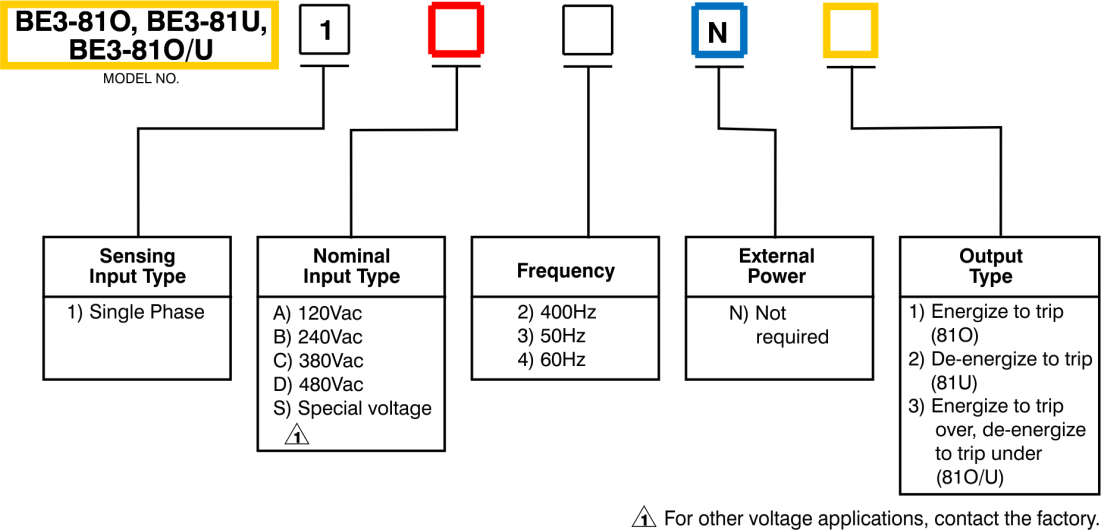 BE3-81O, BE3-81U,
BE3-81O/U
MODEL NO.
1
N
Sensing
Input Type
1) Single Phase
Nominal
Input Type
A) 120Vac
B) 240Vac
C) 380Vac
D) 480Vac
S) Special voltage
1
Frequency
2) 400Hz
3) 50Hz
4) 60Hz
External
Power
N) Not
required
Output
Type
1) Energize to trip
(81O)
2) De-energize to trip
(81U)
3) Energize to trip
over, de-energize
to trip under
(81O/U)
1 For other voltage applications, contact the factory.